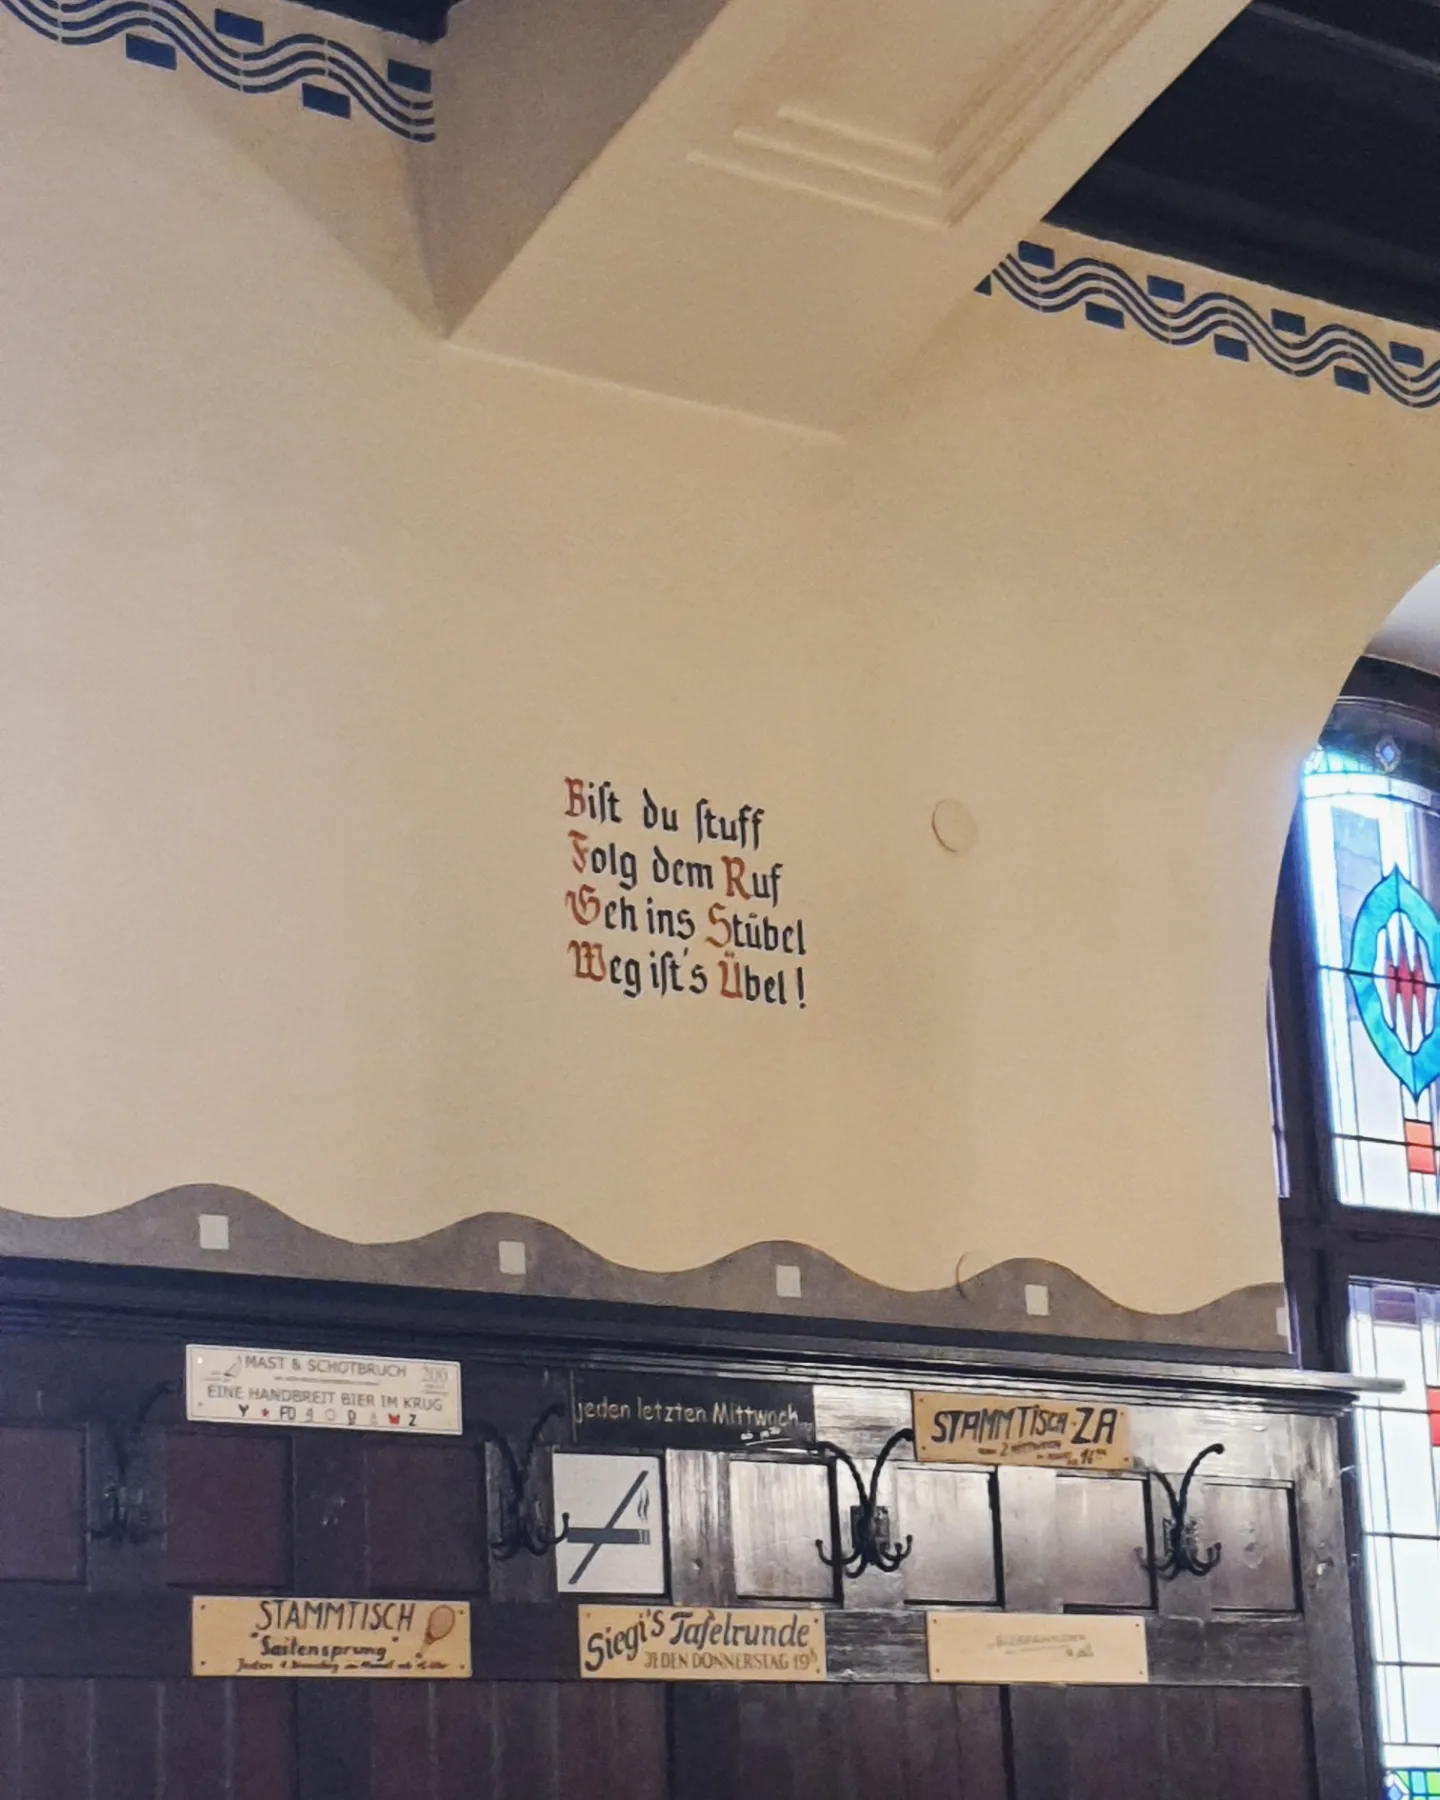 Biſt du ſtuff
Folg dem Ruf
Geh ins Stübel
Weg iſt's Übel!
MAST & SCHOTBRUCH
200
EINE HANDBREIT BIER IM KRUG
jeden letzten Mittwoch
STAMMTISCH-ZA
STAMMTISCH
"Saitensprung"
Siegi's Tafelrunde
JEDEN DONNERSTAG 19h